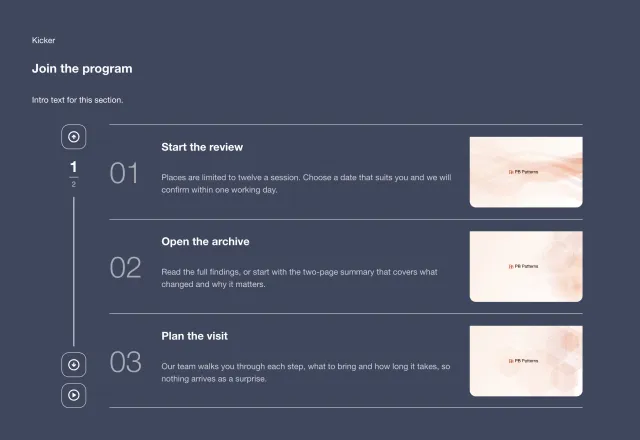 Kicker
Join the program
Intro text for this section.
1
2
01
Start the review
Places are limited to twelve a session. Choose a date that suits you and we will
confirm within one working day.
PB Patterns
02
Open the archive
Read the full findings, or start with the two-page summary that covers what
changed and why it matters.
PB Patterns
03
Plan the visit
Our team walks you through each step, what to bring and how long it takes, so
nothing arrives as a surprise.
PB Patterns